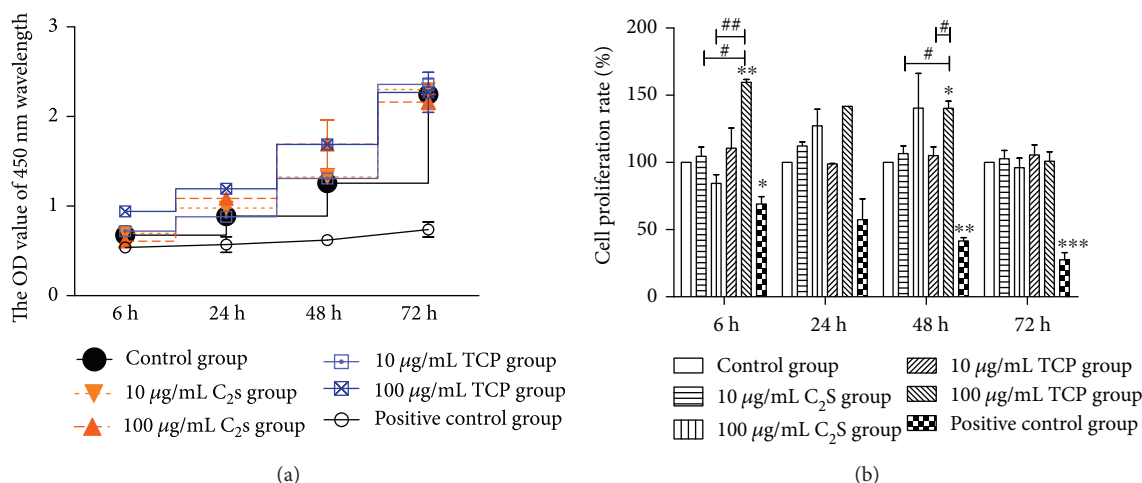 The OD value of 450 nm wavelength
3
2
1
0
6 h
24 h
48 h
72 h
Control group
10 μg/mL C₂s group
100 μg/mL C₂s group
10 μg/mL TCP group
100 μg/mL TCP group
Positive control group
(a)
Cell proliferation rate (%)
200
150
100
50
0
##
#
**
*
#
#
*
**
***
6 h
24 h
48 h
72 h
Control group
10 μg/mL C₂S group
100 μg/mL C₂S group
10 μg/mL TCP group
100 μg/mL TCP group
Positive control group
(b)